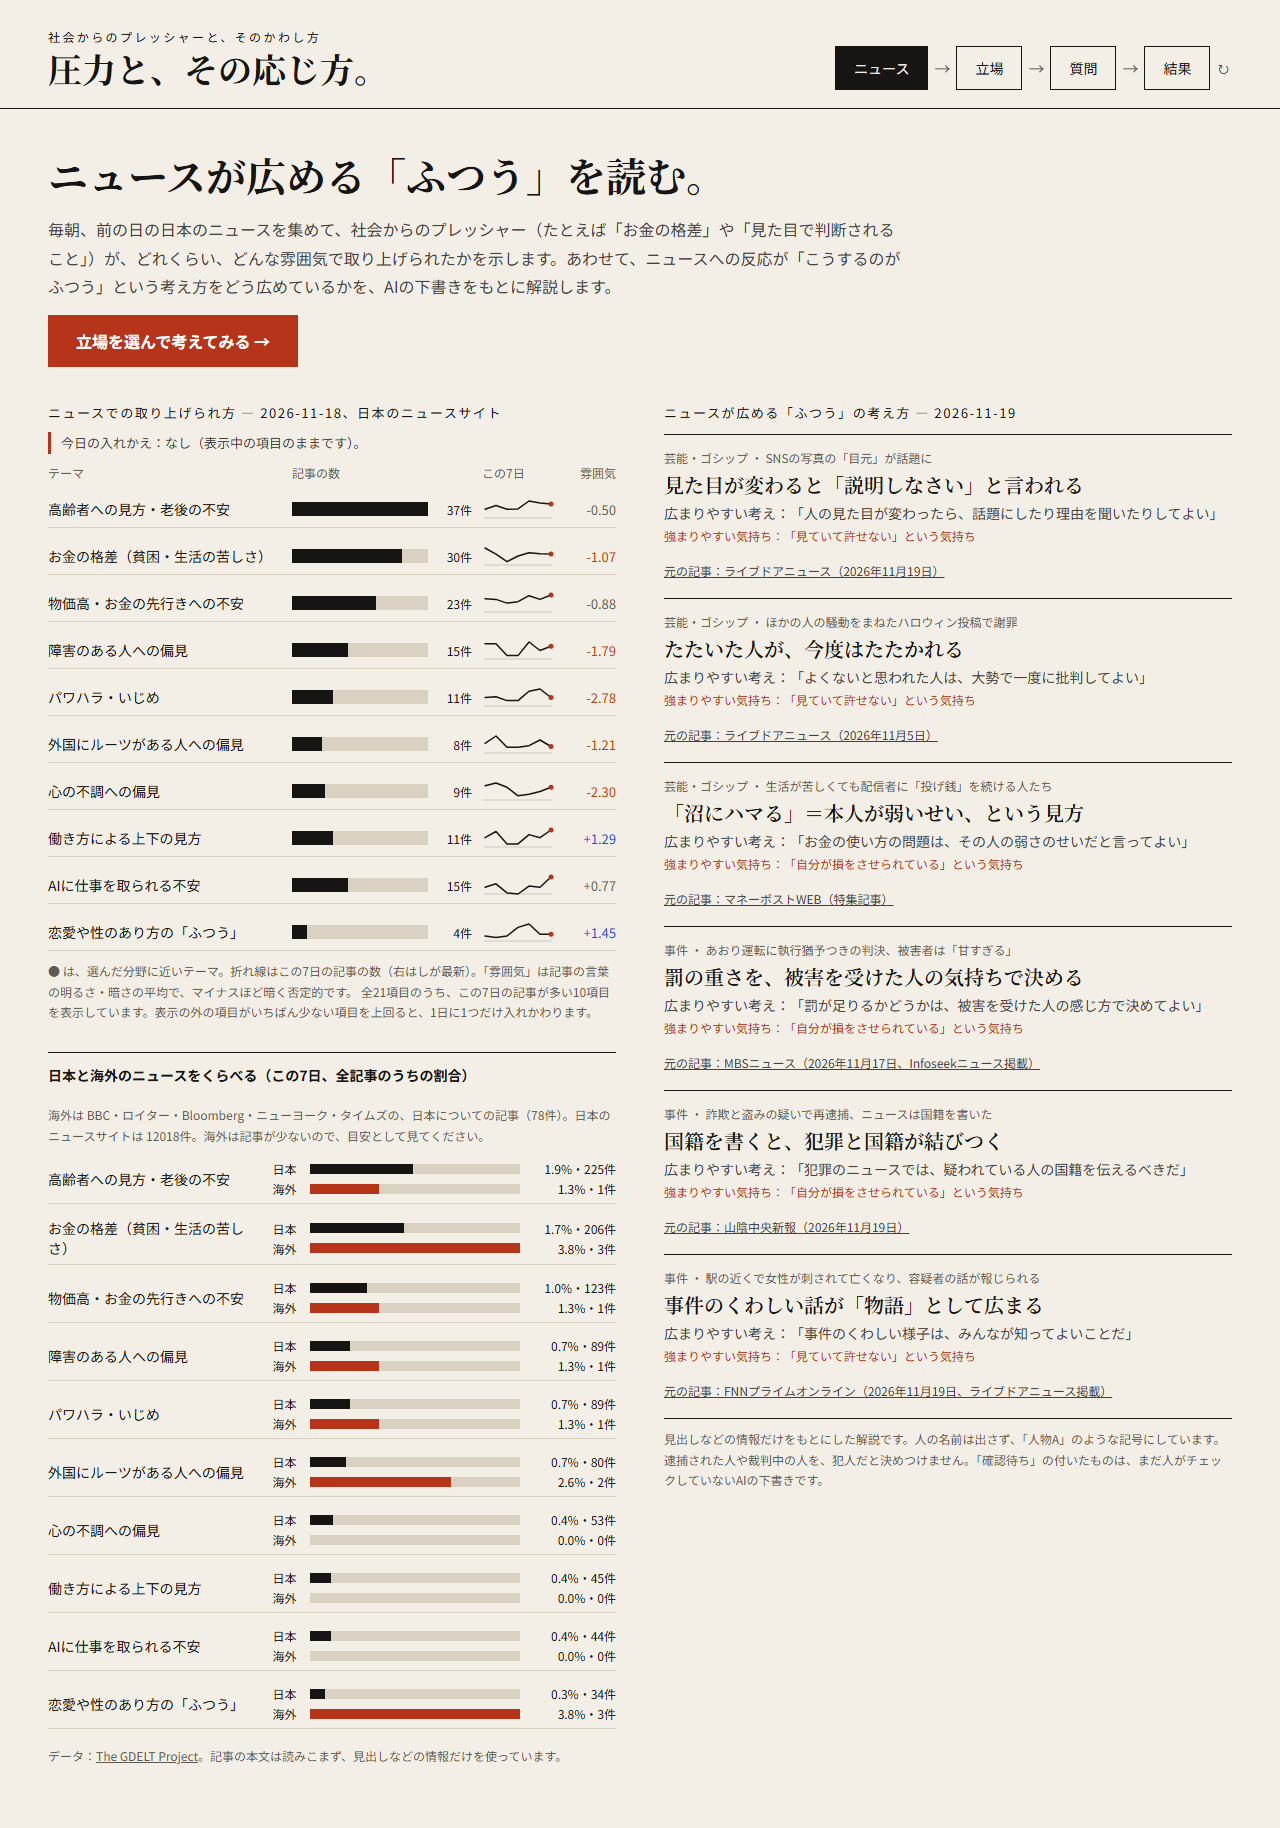 社会からのプレッシャーと、そのかわし方
圧力と、その応じ方。
ニュース → 立場 → 質問 → 結果 ↻
ニュースが広める「ふつう」を読む。
毎朝、前の日の日本のニュースを集めて、社会からのプレッシャー（たとえば「お金の格差」や「見た目で判断される
こと」）が、どれくらい、どんな雰囲気で取り上げられたかを示します。あわせて、ニュースへの反応が「こうするのが
ふつう」という考え方をどう広めているかを、AIの下書きをもとに解説します。
立場を選んで考えてみる →
ニュースでの取り上げられ方 — 2026-11-18、日本のニュースサイト
今日の入れかえ：なし（表示中の項目のままです）。
テーマ 記事の数 この7日 雰囲気
高齢者への見方・老後の不安 37件 -0.50
お金の格差（貧困・生活の苦しさ） 30件 -1.07
物価高・お金の先行きへの不安 23件 -0.88
障害のある人への偏見 15件 -1.79
パワハラ・いじめ 11件 -2.78
外国にルーツがある人への偏見 8件 -1.21
心の不調への偏見 9件 -2.30
働き方による上下の見方 11件 +1.29
AIに仕事を取られる不安 15件 +0.77
恋愛や性のあり方の「ふつう」 4件 +1.45
● は、選んだ分野に近いテーマ。折れ線はこの7日の記事の数（右はしが最新）。「雰囲気」は記事の言葉
の明るさ・暗さの平均で、マイナスほど暗く否定的です。 全21項目のうち、この7日の記事が多い10項目
を表示しています。表示の外の項目がいちばん少ない項目を上回ると、1日に1つだけ入れかわります。
日本と海外のニュースをくらべる（この7日、全記事のうちの割合）
海外は BBC・ロイター・Bloomberg・ニューヨーク・タイムズの、日本についての記事（78件）。日本の
ニュースサイトは 12018件。海外は記事が少ないので、目安として見てください。
高齢者への見方・老後の不安
日本 1.9%・225件
海外 1.3%・1件
お金の格差（貧困・生活の苦し
さ）
日本 1.7%・206件
海外 3.8%・3件
物価高・お金の先行きへの不安
日本 1.0%・123件
海外 1.3%・1件
障害のある人への偏見
日本 0.7%・89件
海外 1.3%・1件
パワハラ・いじめ
日本 0.7%・89件
海外 1.3%・1件
外国にルーツがある人への偏見
日本 0.7%・80件
海外 2.6%・2件
心の不調への偏見
日本 0.4%・53件
海外 0.0%・0件
働き方による上下の見方
日本 0.4%・45件
海外 0.0%・0件
AIに仕事を取られる不安
日本 0.4%・44件
海外 0.0%・0件
恋愛や性のあり方の「ふつう」
日本 0.3%・34件
海外 3.8%・3件
データ：The GDELT Project。記事の本文は読みこまず、見出しなどの情報だけを使っています。
ニュースが広める「ふつう」の考え方 — 2026-11-19
芸能・ゴシップ ・ SNSの写真の「目元」が話題に
見た目が変わると「説明しなさい」と言われる
広まりやすい考え：「人の見た目が変わったら、話題にしたり理由を聞いたりしてよい」
強まりやすい気持ち：「見ていて許せない」という気持ち
元の記事：ライブドアニュース（2026年11月19日）
芸能・ゴシップ ・ ほかの人の騒動をまねたハロウィン投稿で謝罪
たたいた人が、今度はたたかれる
広まりやすい考え：「よくないと思われた人は、大勢で一度に批判してよい」
強まりやすい気持ち：「見ていて許せない」という気持ち
元の記事：ライブドアニュース（2026年11月5日）
芸能・ゴシップ ・ 生活が苦しくても配信者に「投げ銭」を続ける人たち
「沼にハマる」＝本人が弱いせい、という見方
広まりやすい考え：「お金の使い方の問題は、その人の弱さのせいだと言ってよい」
強まりやすい気持ち：「自分が損をさせられている」という気持ち
元の記事：マネーポストWEB（特集記事）
事件 ・ あおり運転に執行猶予つきの判決、被害者は「甘すぎる」
罰の重さを、被害を受けた人の気持ちで決める
広まりやすい考え：「罰が足りるかどうかは、被害を受けた人の感じ方で決めてよい」
強まりやすい気持ち：「自分が損をさせられている」という気持ち
元の記事：MBSニュース（2026年11月17日、Infoseekニュース掲載）
事件 ・ 詐欺と盗みの疑いで再逮捕、ニュースは国籍を書いた
国籍を書くと、犯罪と国籍が結びつく
広まりやすい考え：「犯罪のニュースでは、疑われている人の国籍を伝えるべきだ」
強まりやすい気持ち：「自分が損をさせられている」という気持ち
元の記事：山陰中央新報（2026年11月19日）
事件 ・ 駅の近くで女性が刺されて亡くなり、容疑者の話が報じられる
事件のくわしい話が「物語」として広まる
広まりやすい考え：「事件のくわしい様子は、みんなが知ってよいことだ」
強まりやすい気持ち：「見ていて許せない」という気持ち
元の記事：FNNプライムオンライン（2026年11月19日、ライブドアニュース掲載）
見出しなどの情報だけをもとにした解説です。人の名前は出さず、「人物A」のような記号にしています。
逮捕された人や裁判中の人を、犯人だと決めつけません。「確認待ち」の付いたものは、まだ人がチェッ
クしていないAIの下書きです。